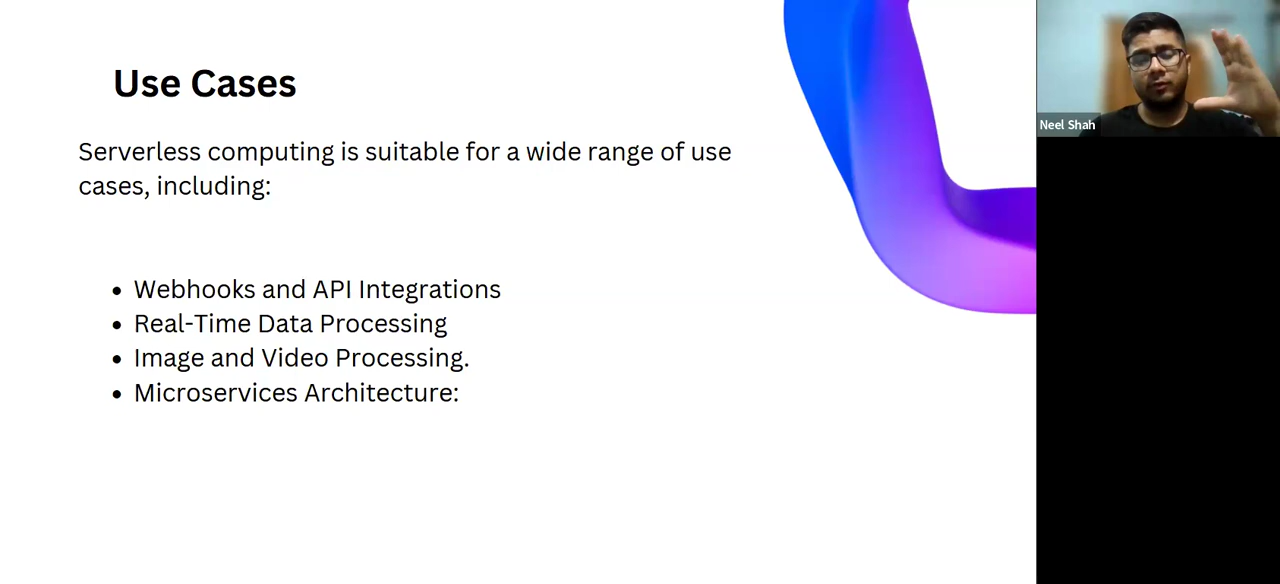 Use Cases
Serverless computing is suitable for a wide range of use
cases, including:
• Webhooks and API Integrations
• Real-Time Data Processing
• Image and Video Processing.
• Microservices Architecture:
Neel Shah